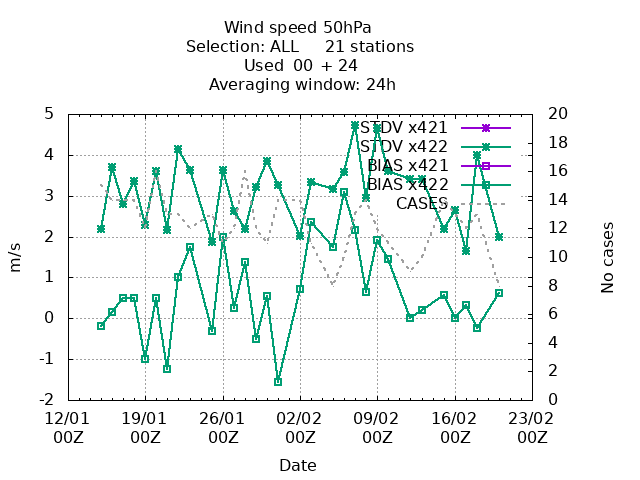 Wind speed 50hPa
Selection: ALL 21 stations
Used 00 + 24
Averaging window: 24h
5 20
STDV x421
18
STDV x422
4
16
BIAS x421
BIAS x422
3
14
CASES
12
2
m/s
No cases
10
1
8
0
6
4
-1
2
-2 0
12/01 19/01 26/01 02/02 09/02 16/02 23/02
00Z 00Z 00Z 00Z 00Z 00Z 00Z
Date